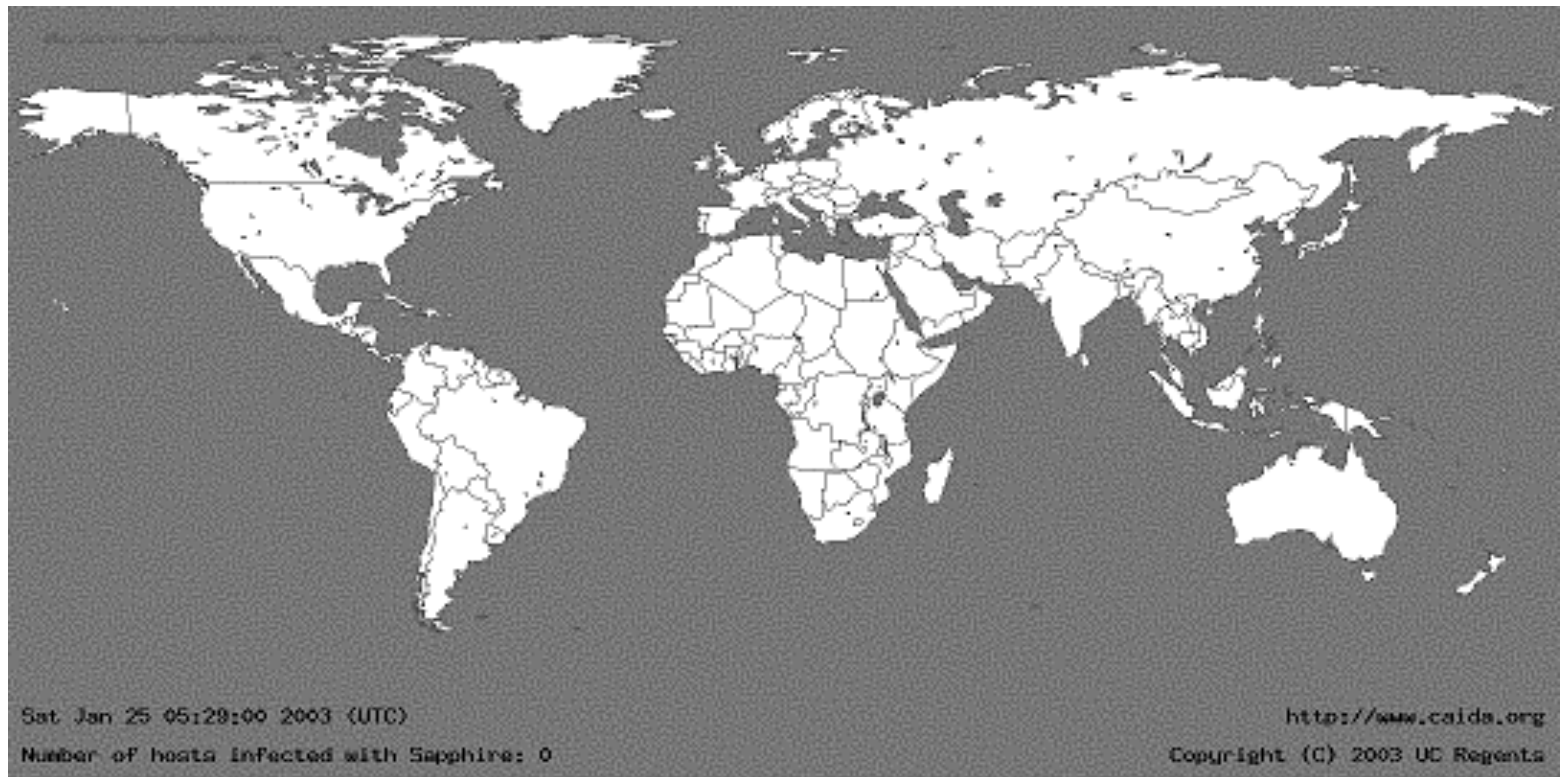 Sat Jan 25 05:29:00 2003 (UTC)
http://www.caida.org
Number of hosts infected with Sapphire: 0
Copyright (C) 2003 UC Regents